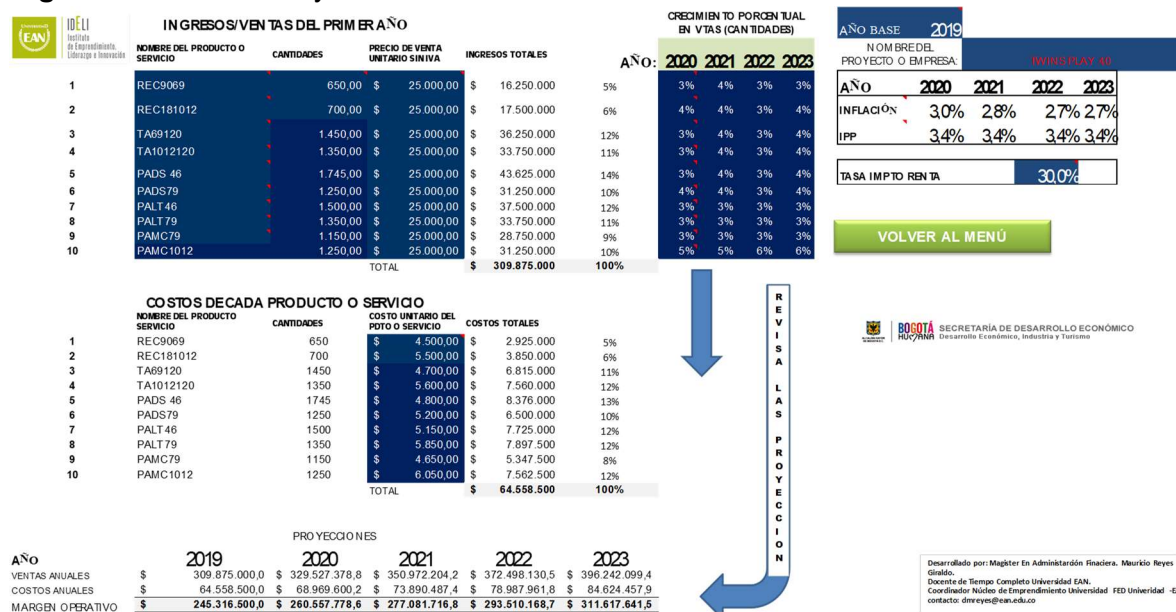 Universidad
EAN
IDELI
Instituto
de Emprendimiento,
Liderazgo e Innovación
INGRESOS/VENTAS DEL PRIMER AÑO
NOMBRE DEL PRODUCTO O SERVICIO CANTIDADES PRECIO DE VENTA UNITARIO SIN IVA INGRESOS TOTALES
CRECIMIENTO PORCENTUAL
EN VTAS (CANTIDADES)
AÑO: 2020 2021 2022 2023
1 REC9069 650,00 $ 25.000,00 $ 16.250.000 5% 3% 4% 3% 3%
2 REC181012 700,00 $ 25.000,00 $ 17.500.000 6% 4% 4% 3% 4%
3 TA69120 1.450,00 $ 25.000,00 $ 36.250.000 12% 3% 4% 3% 4%
4 TA1012120 1.350,00 $ 25.000,00 $ 33.750.000 11% 3% 4% 3% 4%
5 PADS 46 1.745,00 $ 25.000,00 $ 43.625.000 14% 3% 4% 3% 4%
6 PADS79 1.250,00 $ 25.000,00 $ 31.250.000 10% 4% 4% 3% 4%
7 PALT46 1.500,00 $ 25.000,00 $ 37.500.000 12% 3% 3% 3% 3%
8 PALT79 1.350,00 $ 25.000,00 $ 33.750.000 11% 3% 3% 3% 3%
9 PAMC79 1.150,00 $ 25.000,00 $ 28.750.000 9% 3% 3% 3% 3%
10 PAMC1012 1.250,00 $ 25.000,00 $ 31.250.000 10% 5% 5% 6% 6%
TOTAL $ 309.875.000 100%
AÑO BASE 2019
NOMBRE DEL
PROYECTO O EMPRESA: IWINSPLAY 40
AÑO 2020 2021 2022 2023
INFLACIÓN 3,0% 2,8% 2,7% 2,7%
IPP 3,4% 3,4% 3,4% 3,4%
TASA IMPTO RENTA 30,0%
VOLVER AL MENÚ
COSTOS DE CADA PRODUCTO O SERVICIO
NOMBRE DEL PRODUCTO SERVICIO CANTIDADES COSTO UNITARIO DEL PDTO O SERVICIO COSTOS TOTALES
1 REC9069 650 $ 4.500,00 $ 2.925.000 5%
2 REC181012 700 $ 5.500,00 $ 3.850.000 6%
3 TA69120 1450 $ 4.700,00 $ 6.815.000 11%
4 TA1012120 1350 $ 5.600,00 $ 7.560.000 12%
5 PADS 46 1745 $ 4.800,00 $ 8.376.000 13%
6 PADS79 1250 $ 5.200,00 $ 6.500.000 10%
7 PALT46 1500 $ 5.150,00 $ 7.725.000 12%
8 PALT79 1350 $ 5.850,00 $ 7.897.500 12%
9 PAMC79 1150 $ 4.650,00 $ 5.347.500 8%
10 PAMC1012 1250 $ 6.050,00 $ 7.562.500 12%
TOTAL $ 64.558.500 100%
REVISA LAS PROYECCION
BOGOTÁ
HUMANA
SECRETARÍA DE DESARROLLO ECONÓMICO
Desarrollo Económico, Industria y Turismo
PROYECCIONES
AÑO 2019 2020 2021 2022 2023
VENTAS ANUALES $ 309.875.000,0 $ 329.527.378,8 $ 350.972.204,2 $ 372.498.130,5 $ 396.242.099,4
COSTOS ANUALES $ 64.558.500,0 $ 68.969.600,2 $ 73.890.487,4 $ 78.987.961,8 $ 84.624.457,9
MARGEN OPERATIVO $ 245.316.500,0 $ 260.557.778,6 $ 277.081.716,8 $ 293.510.168,7 $ 311.617.641,5
Desarrollado por: Magister En Administardón Finaciera. Mauricio Reyes
Giraldo.
Docente de Tiempo Completo Universidad EAN.
Coordinador Núcleo de Emprendimiento Universidad FED Univeridad
contacto: dmreyes@ean.edu.co